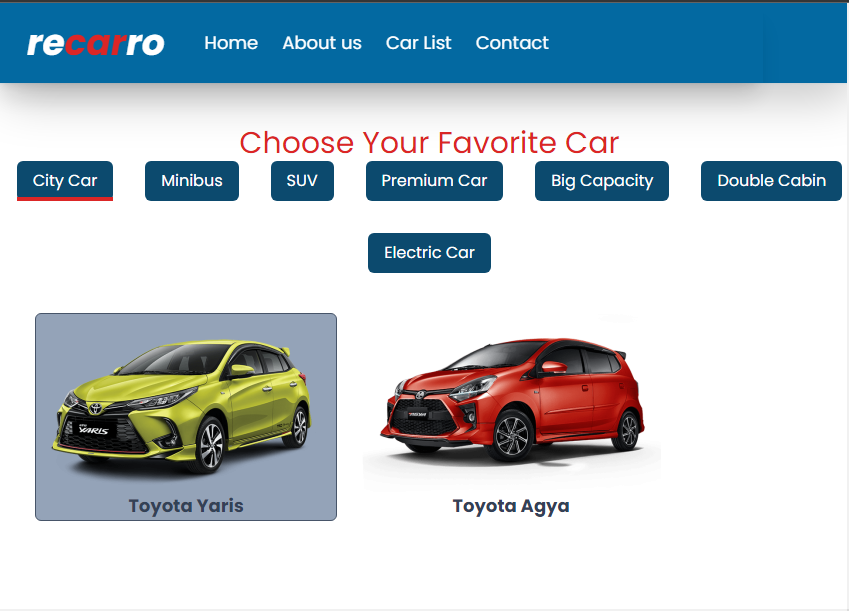 recarro Home About us Car List Contact
Choose Your Favorite Car
City Car Minibus SUV Premium Car Big Capacity Double Cabin
Electric Car
YARIS
Toyota Yaris Toyota Agya